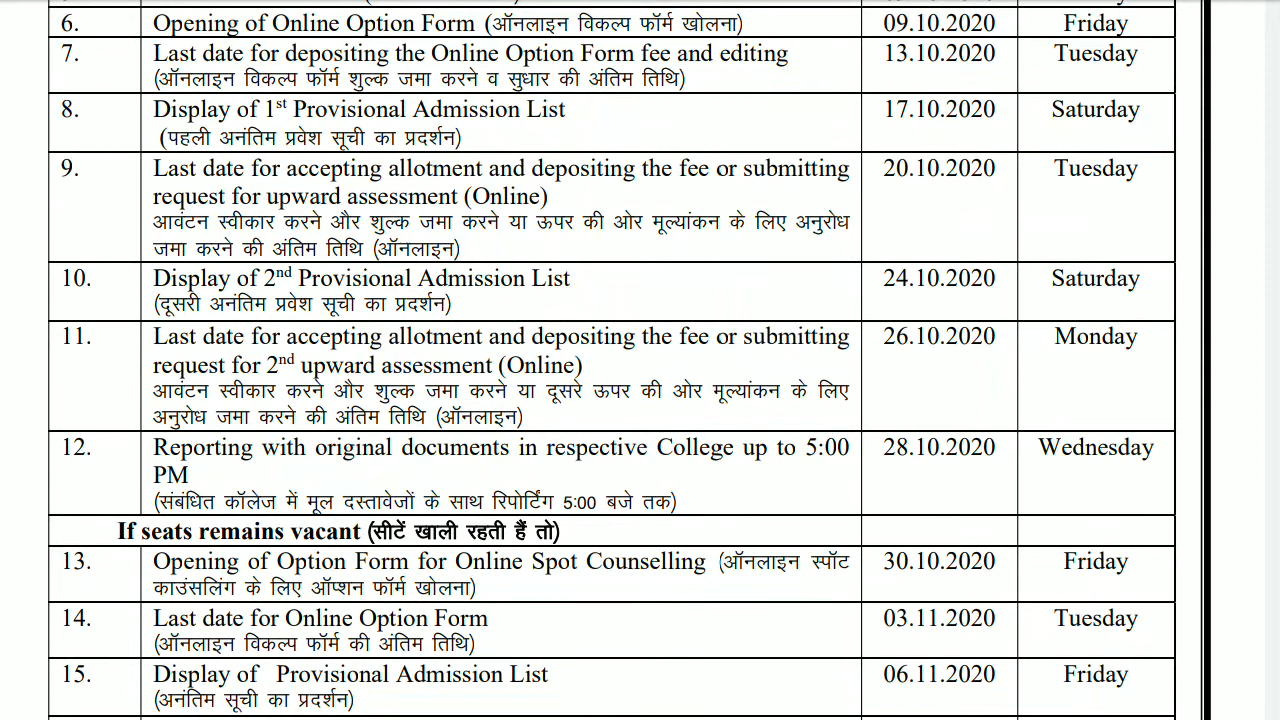 6. Opening of Online Option Form (ऑनलाइन विकल्प फॉर्म खोलना) 09.10.2020 Friday
7. Last date for depositing the Online Option Form fee and editing 13.10.2020 Tuesday
(ऑनलाइन विकल्प फॉर्म शुल्क जमा करने व सुधार की अंतिम तिथि)
8. Display of 1st Provisional Admission List 17.10.2020 Saturday
(पहली अनंतिम प्रवेश सूची का प्रदर्शन)
9. Last date for accepting allotment and depositing the fee or submitting 20.10.2020 Tuesday
request for upward assessment (Online)
आवंटन स्वीकार करने और शुल्क जमा करने या ऊपर की ओर मूल्यांकन के लिए अनुरोध
जमा करने की अंतिम तिथि (ऑनलाइन)
10. Display of 2nd Provisional Admission List 24.10.2020 Saturday
(दूसरी अनंतिम प्रवेश सूची का प्रदर्शन)
11. Last date for accepting allotment and depositing the fee or submitting 26.10.2020 Monday
request for 2nd upward assessment (Online)
आवंटन स्वीकार करने और शुल्क जमा करने या दूसरे ऊपर की ओर मूल्यांकन के लिए
अनुरोध जमा करने की अंतिम तिथि (ऑनलाइन)
12. Reporting with original documents in respective College up to 5:00 28.10.2020 Wednesday
PM
(संबंधित कॉलेज में मूल दस्तावेजों के साथ रिपोर्टिंग 5:00 बजे तक)
If seats remains vacant (सीटें खाली रहती हैं तो)
13. Opening of Option Form for Online Spot Counselling (ऑनलाइन स्पॉट 30.10.2020 Friday
काउंसलिंग के लिए ऑप्शन फॉर्म खोलना)
14. Last date for Online Option Form 03.11.2020 Tuesday
(ऑनलाइन विकल्प फॉर्म की अंतिम तिथि)
15. Display of Provisional Admission List 06.11.2020 Friday
(अनंतिम सूची का प्रदर्शन)